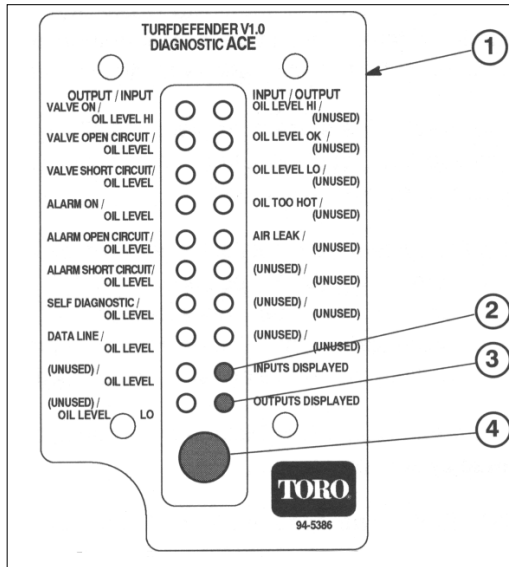 TURFDEFENDER V1.0
DIAGNOSTIC ACE
1
OUTPUT / INPUT
VALVE ON /
OIL LEVEL HI
VALVE OPEN CIRCUIT /
OIL LEVEL
VALVE SHORT CIRCUIT/
OIL LEVEL
ALARM ON /
OIL LEVEL
ALARM OPEN CIRCUIT /
OIL LEVEL
ALARM SHORT CIRCUIT/
OIL LEVEL
SELF DIAGNOSTIC /
OIL LEVEL
DATA LINE /
OIL LEVEL
(UNUSED) /
OIL LEVEL
(UNUSED) /
OIL LEVEL LO
INPUT / OUTPUT
OIL LEVEL HI /
(UNUSED)
OIL LEVEL OK /
(UNUSED)
OIL LEVEL LO /
(UNUSED)
OIL TOO HOT /
(UNUSED)
AIR LEAK /
(UNUSED)
(UNUSED) /
(UNUSED)
(UNUSED) /
(UNUSED)
(UNUSED) /
(UNUSED)
INPUTS DISPLAYED
OUTPUTS DISPLAYED
2
3
4
TORO
94-5386